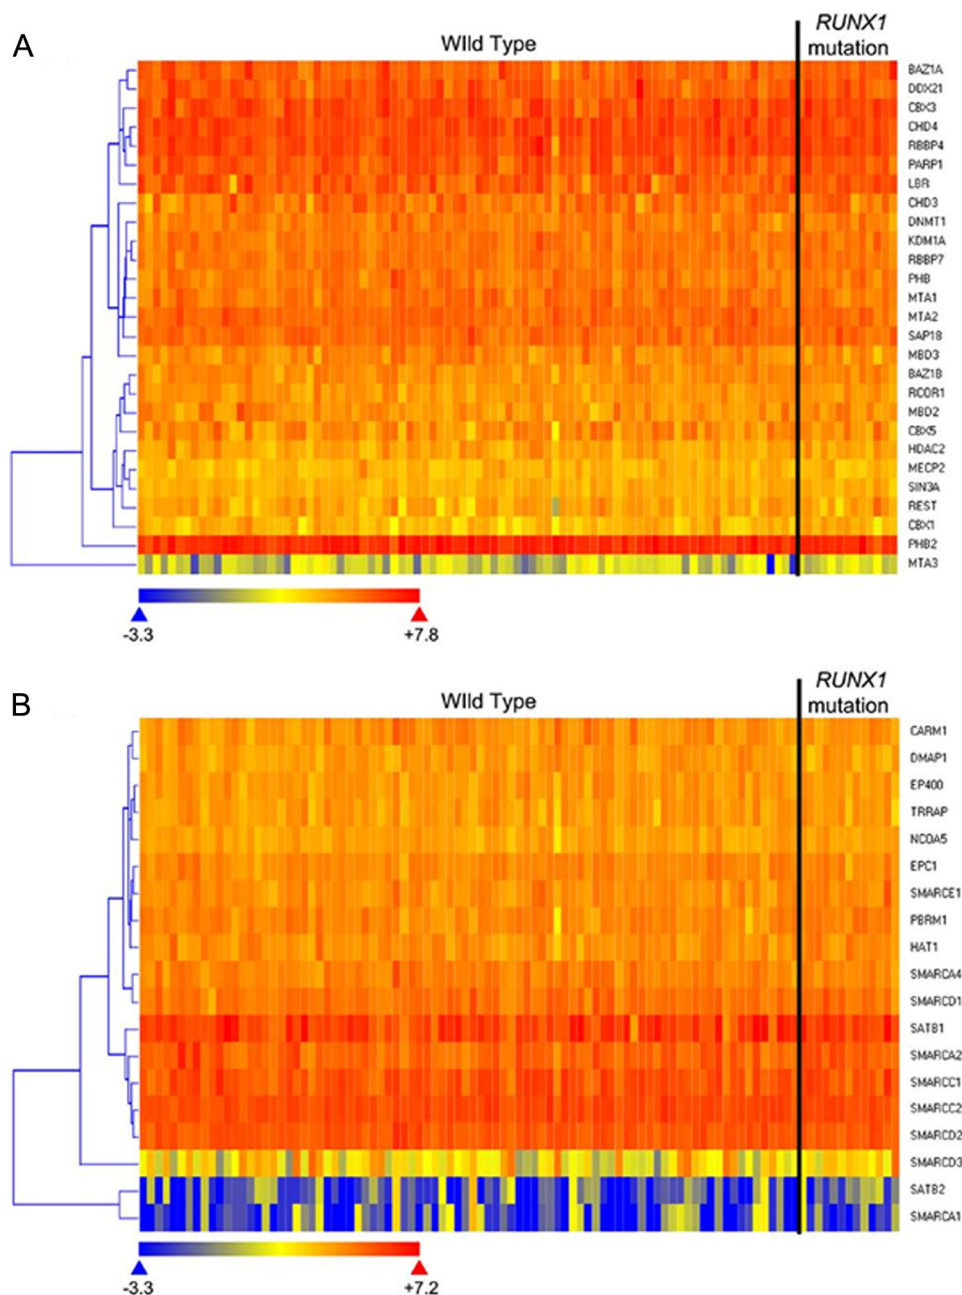 A
WIld Type
RUNX1
mutation
BAZ1A
DDX21
CBX3
CHD4
RBBP4
PARP1
LBR
CHD3
DNMT1
KDM1A
RBBP7
PHB
MTA1
MTA2
SAP18
MBD3
BAZ1B
RCOR1
MBD2
CBX5
HDAC2
MECP2
SIN3A
REST
CBX1
PHB2
MTA3
-3.3
+7.8
B
WIld Type
RUNX1
mutation
CARM1
DMAP1
EP400
TRRAP
NCOA5
EPC1
SMARCE1
PBRM1
HAT1
SMARCA4
SMARCD1
SATB1
SMARCA2
SMARCC1
SMARCC2
SMARCD2
SMARCD3
SATB2
SMARCA1
-3.3
+7.2